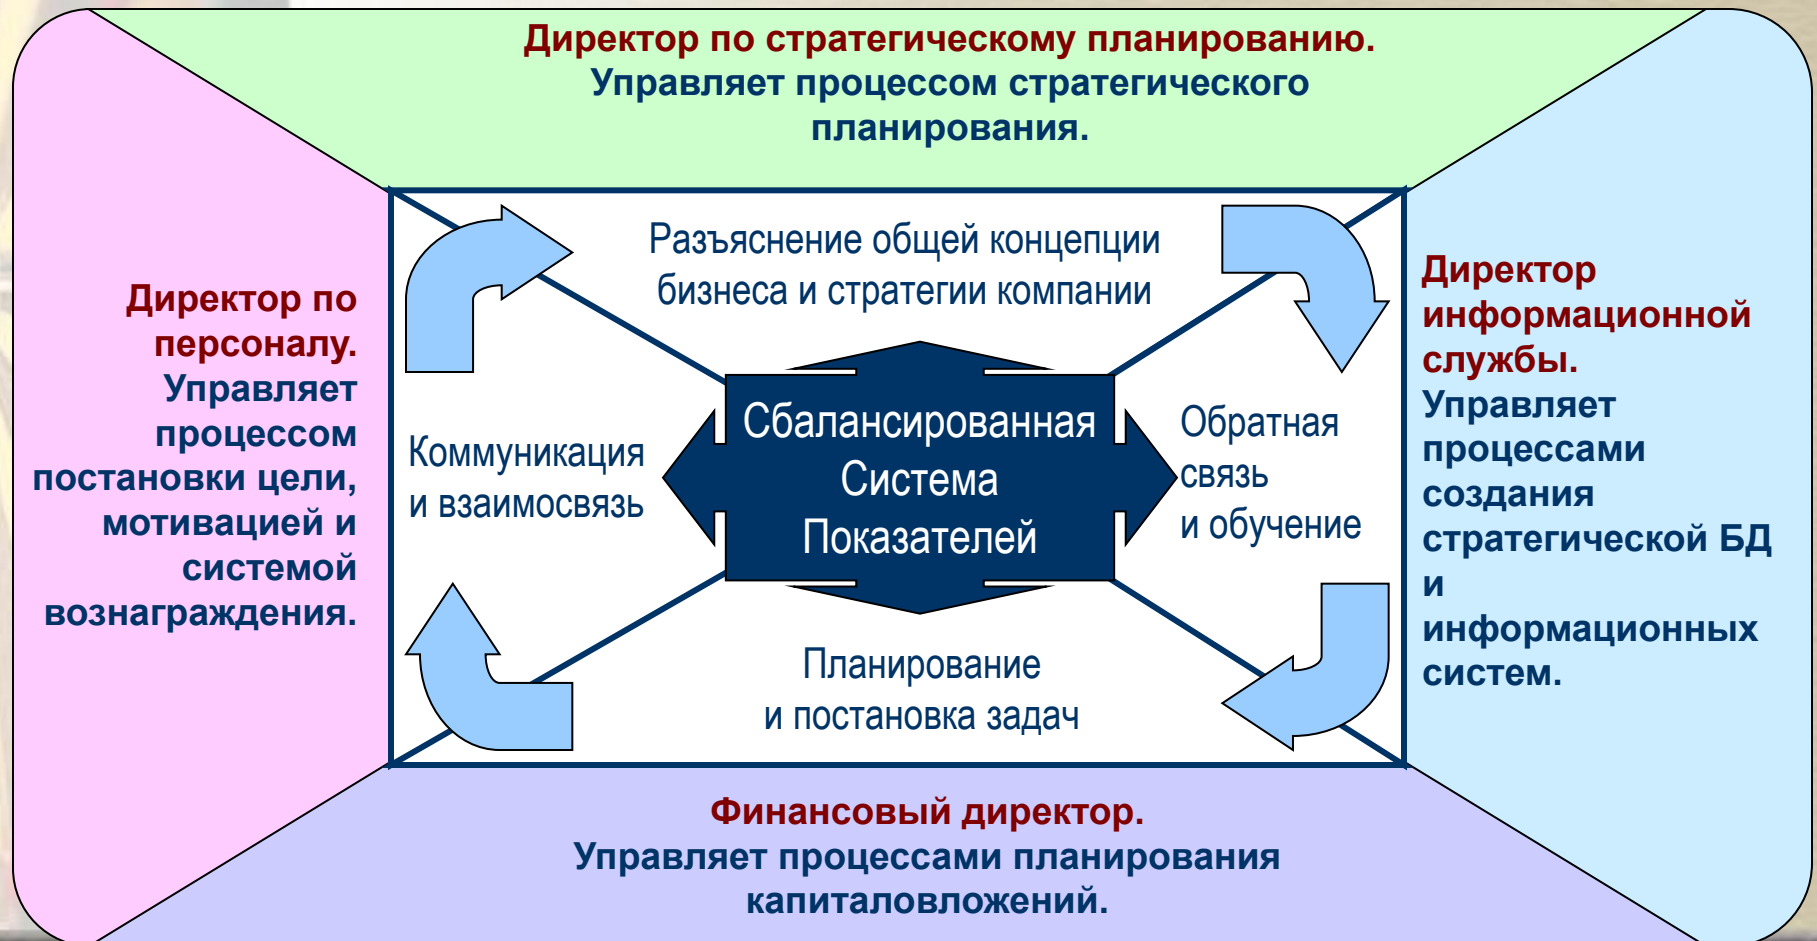 Директор по стратегическому планированию.
Управляет процессом стратегического
планирования.
Разъяснение общей концепции
бизнеса и стратегии компании
Директор по
персоналу.
Управляет
процессом
постановки цели,
мотивацией и
системой
вознаграждения.
Коммуникация
и взаимосвязь
Сбалансированная
Система
Показателей
Обратная
связь
и обучение
Директор
информационной
службы.
Управляет
процессами
создания
стратегической БД
и
информационных
систем.
Планирование
и постановка задач
Финансовый директор.
Управляет процессами планирования
капиталовложений.